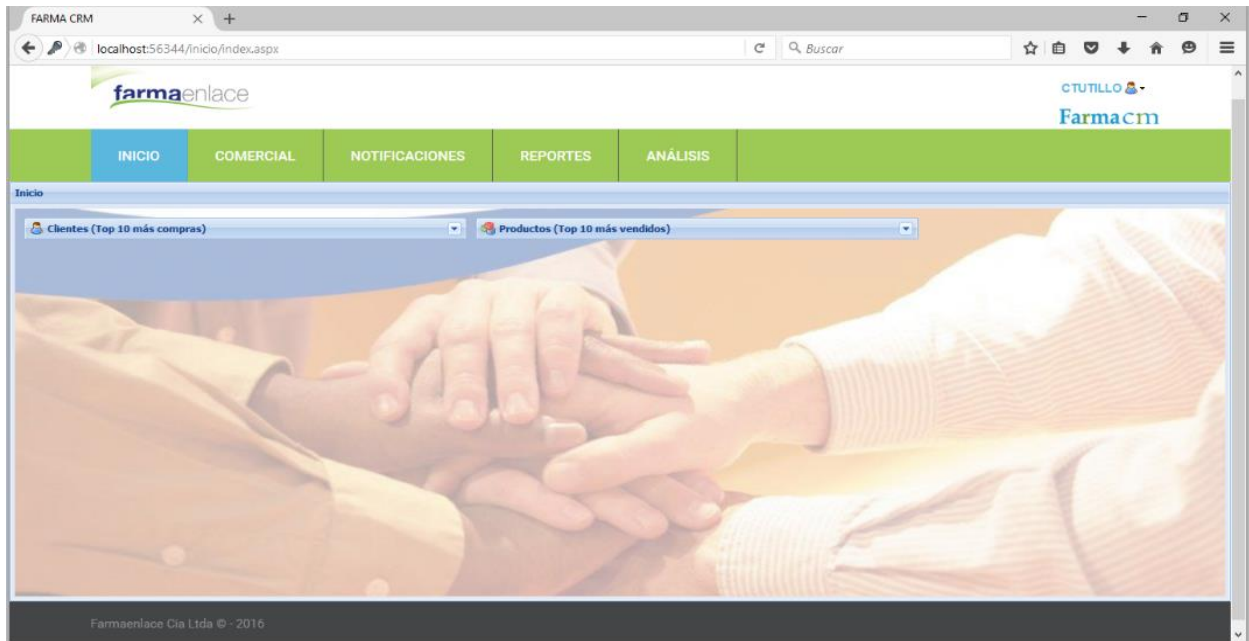 FARMA CRM
localhost:56344/inicio/index.aspx
Buscar
farmaenlace
CTUTILLO
Farmacm
INICIO COMERCIAL NOTIFICACIONES REPORTES ANÁLISIS
Inicio
Clientes (Top 10 más compras) Productos (Top 10 más vendidos)
Farmaenlace Cia Ltda © - 2016